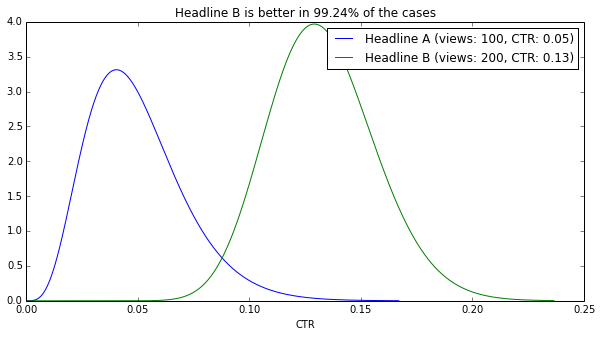 Headline B is better in 99.24% of the cases
Headline A (views: 100, CTR: 0.05)
Headline B (views: 200, CTR: 0.13)
4.0
3.5
3.0
2.5
2.0
1.5
1.0
0.5
0.0
0.00 0.05 0.10 0.15 0.20 0.25
CTR